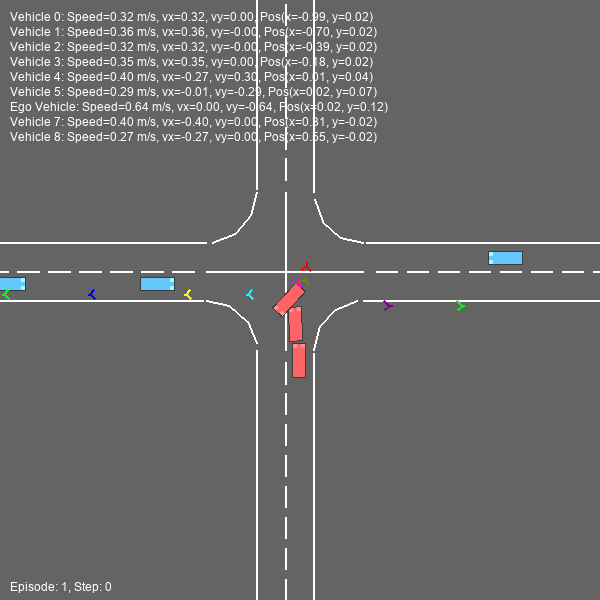 Vehicle 0: Speed=0.32 m/s, vx=0.32, vy=0.00, Pos(x=-0.99, y=0.02)
Vehicle 1: Speed=0.36 m/s, vx=0.36, vy=-0.00, Pos(x=-0.70, y=0.02)
Vehicle 2: Speed=0.32 m/s, vx=0.32, vy=-0.00, Pos(x=-0.39, y=0.02)
Vehicle 3: Speed=0.35 m/s, vx=0.35, vy=0.00, Pos(x=-0.18, y=0.02)
Vehicle 4: Speed=0.40 m/s, vx=-0.27, vy=0.30, Pos(x=0.01, y=0.04)
Vehicle 5: Speed=0.29 m/s, vx=-0.01, vy=-0.29, Pos(x=0.02, y=0.07)
Ego Vehicle: Speed=0.64 m/s, vx=0.00, vy=-0.64, Pos(x=0.02, y=0.12)
Vehicle 7: Speed=0.40 m/s, vx=-0.40, vy=0.00, Pos(x=0.31, y=-0.02)
Vehicle 8: Speed=0.27 m/s, vx=-0.27, vy=0.00, Pos(x=0.55, y=-0.02)
Episode: 1, Step: 0